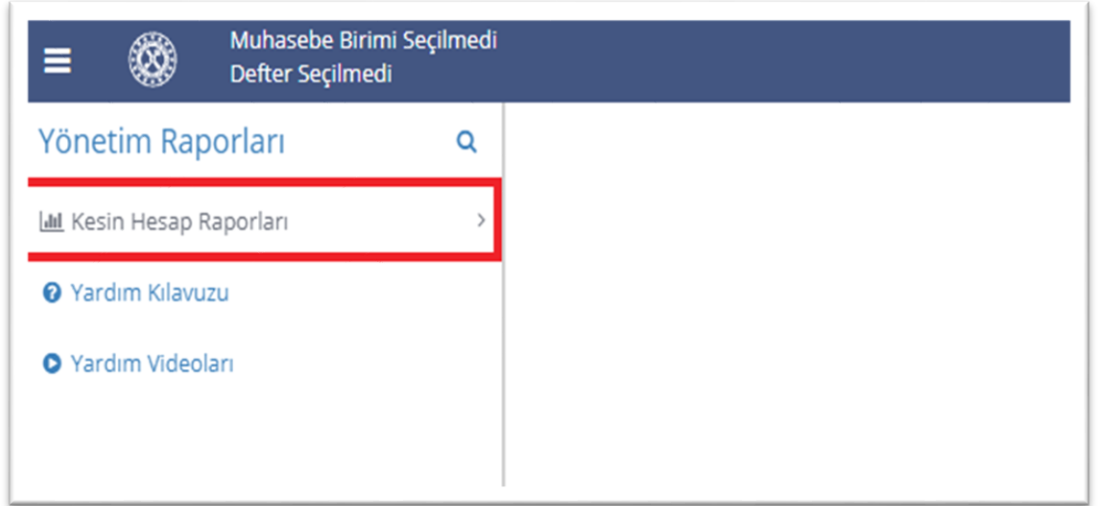 Muhasebe Birimi Seçilmedi
Defter Seçilmedi
Yönetim Raporları
Kesin Hesap Raporları
Yardım Kılavuzu
Yardım Videoları